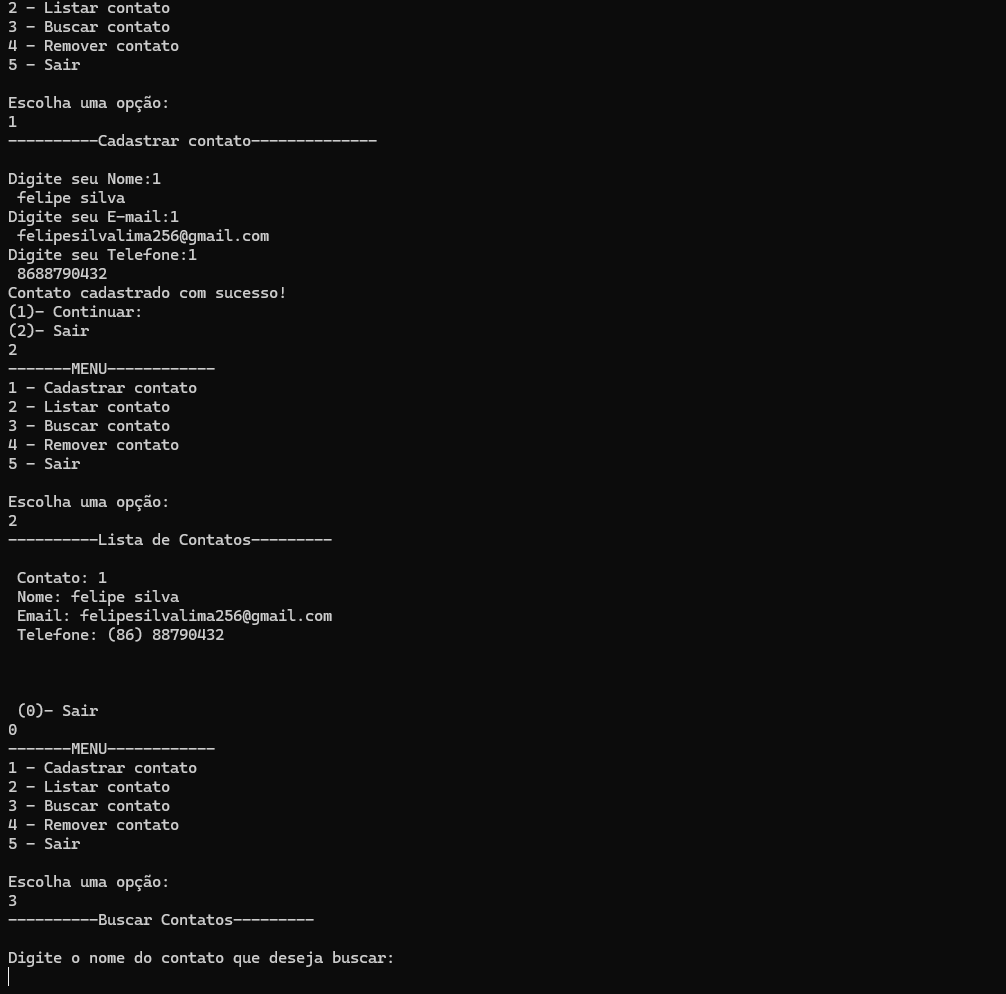 2 - Listar contato
3 - Buscar contato
4 - Remover contato
5 - Sair
Escolha uma opção:
1
----------Cadastrar contato--------------
Digite seu Nome:1
felipe silva
Digite seu E-mail:1
felipesilvalima256@gmail.com
Digite seu Telefone:1
8688790432
Contato cadastrado com sucesso!
(1)- Continuar:
(2)- Sair
2
-------MENU------------
1 - Cadastrar contato
2 - Listar contato
3 - Buscar contato
4 - Remover contato
5 - Sair
Escolha uma opção:
2
----------Lista de Contatos---------
Contato: 1
Nome: felipe silva
Email: felipesilvalima256@gmail.com
Telefone: (86) 88790432
(0)- Sair
0
-------MENU------------
1 - Cadastrar contato
2 - Listar contato
3 - Buscar contato
4 - Remover contato
5 - Sair
Escolha uma opção:
3
----------Buscar Contatos---------
Digite o nome do contato que deseja buscar: